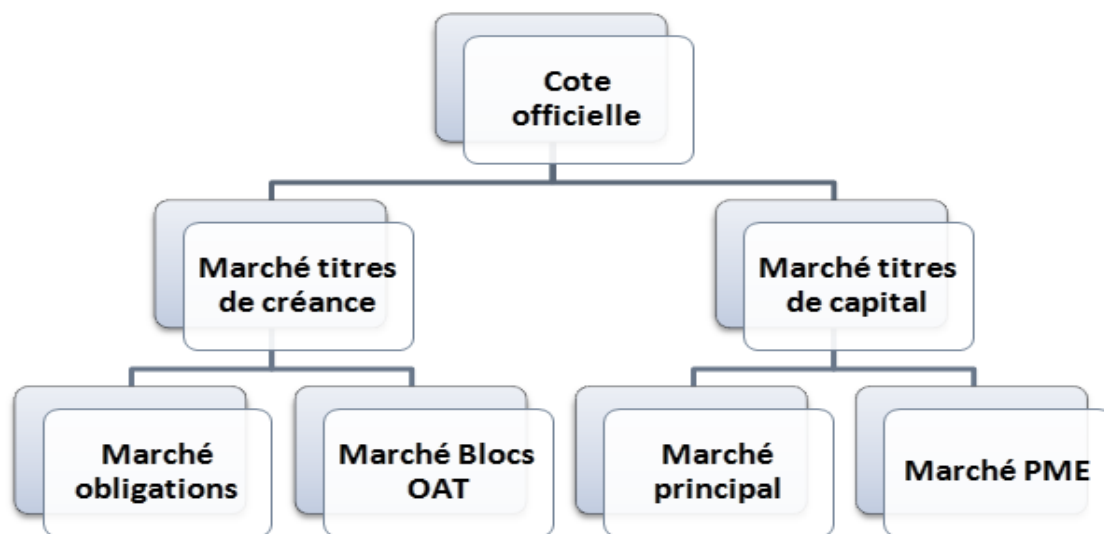 Cote
officielle
Marché titres
de créance
Marché titres
de capital
Marché
obligations
Marché Blocs
OAT
Marché
principal
Marché PME